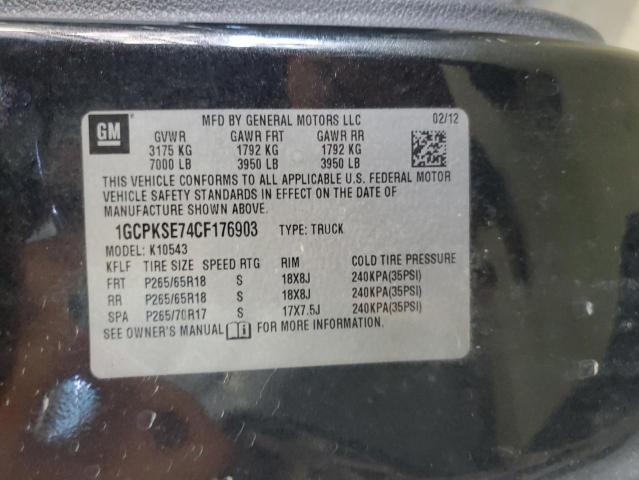 GM
MFD BY GENERAL MOTORS LLC 02/12
GVWR GAWR FRT GAWR RR
3175 KG 1792 KG 1792 KG
7000 LB 3950 LB 3950 LB
THIS VEHICLE CONFORMS TO ALL APPLICABLE U.S. FEDERAL MOTOR
VEHICLE SAFETY STANDARDS IN EFFECT ON THE DATE OF
MANUFACTURE SHOWN ABOVE.
1GCPKSE74CF176903 TYPE: TRUCK
MODEL: K10543
KFLF TIRE SIZE SPEED RTG RIM COLD TIRE PRESSURE
FRT P265/65R18 S 18X8J 240KPA(35PSI)
RR P265/65R18 S 18X8J 240KPA(35PSI)
SPA P265/70R17 S 17X7.5J 240KPA(35PSI)
SEE OWNER'S MANUAL FOR MORE INFORMATION.